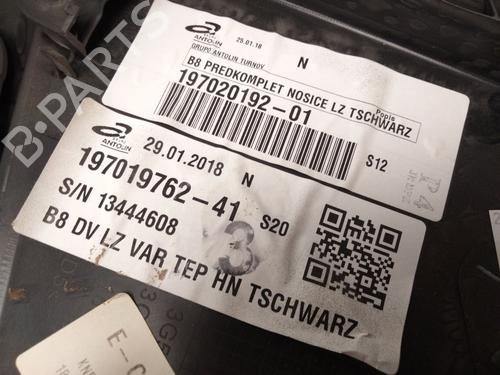 ANTOLIN
25.01.18
N
GRUPO ANTOLIN TURNOV
B8 PREDKOMPLET NOSICE LZ TSCHWARZ
Popis
197020192-01
S12
ANTOLIN
29.01.2018
N
197019762-41
S20
S/N 13444608
3
B8 DV LZ VAR TEP HN TSCHWARZ
B-PARTS